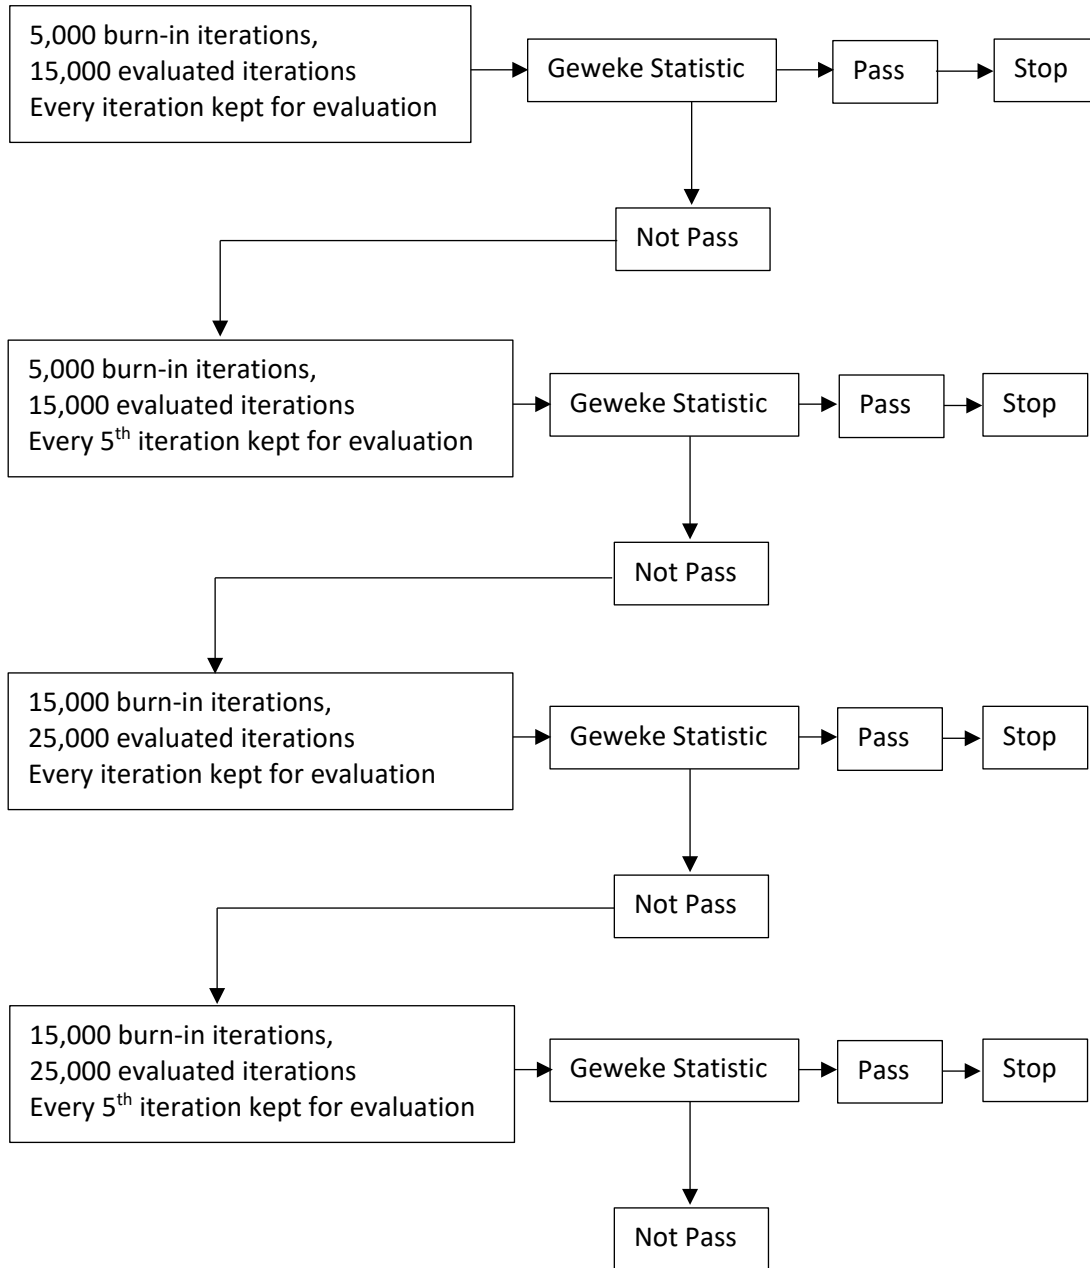 5,000 burn-in iterations,
15,000 evaluated iterations
Every iteration kept for evaluation
Geweke Statistic
Pass
Stop
Not Pass
5,000 burn-in iterations,
15,000 evaluated iterations
Every 5th iteration kept for evaluation
Geweke Statistic
Pass
Stop
Not Pass
15,000 burn-in iterations,
25,000 evaluated iterations
Every iteration kept for evaluation
Geweke Statistic
Pass
Stop
Not Pass
15,000 burn-in iterations,
25,000 evaluated iterations
Every 5th iteration kept for evaluation
Geweke Statistic
Pass
Stop
Not Pass